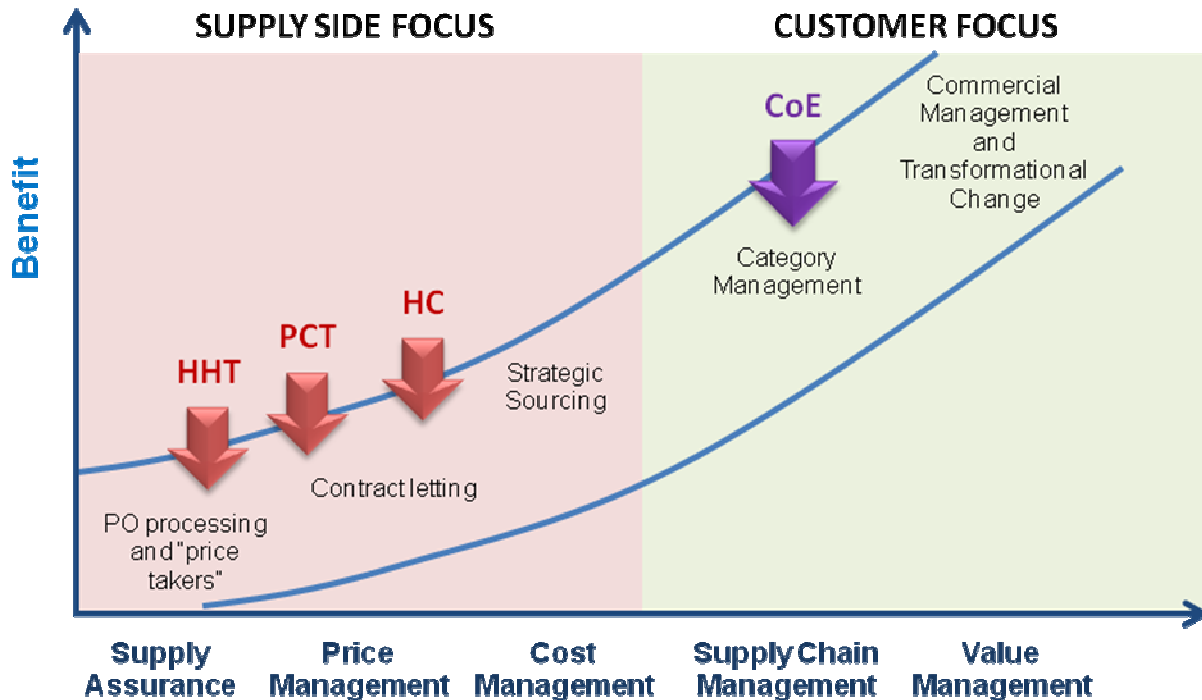 SUPPLY SIDE FOCUS
CUSTOMER FOCUS
Benefit
HHT
PCT
HC
CoE
PO processing
and "price
takers"
Contract letting
Strategic
Sourcing
Category
Management
Commercial
Management
and
Transformational
Change
Supply
Assurance
Price
Management
Cost
Management
Supply Chain
Management
Value
Management